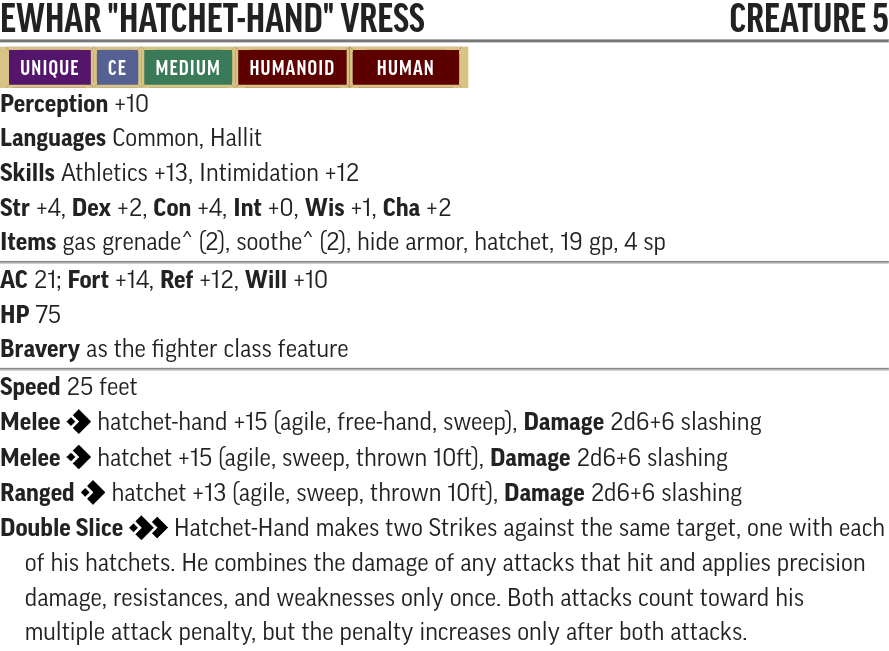 EWHAR "HATCHET-HAND" VRESS CREATURE 5
UNIQUE CE MEDIUM HUMANOID HUMAN
Perception +10
Languages Common, Hallit
Skills Athletics +13, Intimidation +12
Str +4, Dex +2, Con +4, Int +0, Wis +1, Cha +2
Items gas grenade^ (2), soothe^ (2), hide armor, hatchet, 19 gp, 4 sp
AC 21; Fort +14, Ref +12, Will +10
HP 75
Bravery as the fighter class feature
Speed 25 feet
Melee hatchet-hand +15 (agile, free-hand, sweep), Damage 2d6+6 slashing
Melee hatchet +15 (agile, sweep, thrown 10ft), Damage 2d6+6 slashing
Ranged hatchet +13 (agile, sweep, thrown 10ft), Damage 2d6+6 slashing
Double Slice Hatchet-Hand makes two Strikes against the same target, one with each
of his hatchets. He combines the damage of any attacks that hit and applies precision
damage, resistances, and weaknesses only once. Both attacks count toward his
multiple attack penalty, but the penalty increases only after both attacks.